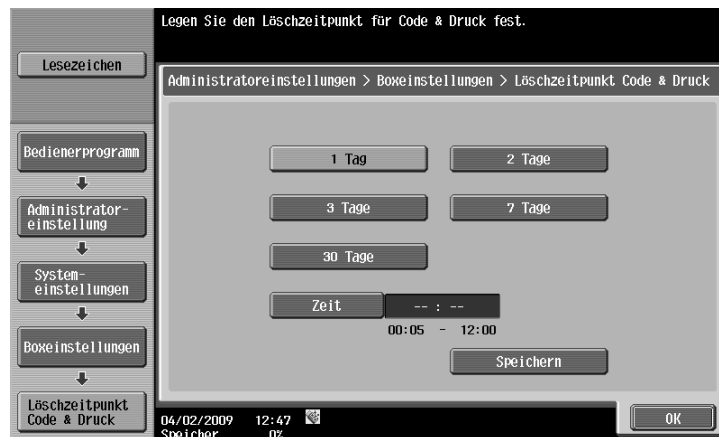 Legen Sie den Löschzeitpunkt für Code & Druck fest.
Lesezeichen
Administratoreinstellungen > Boxeinstellungen > Löschzeitpunkt Code & Druck
Bedienerprogramm
Administrator-
einstellung
System-
einstellungen
Boxeinstellungen
Löschzeitpunkt
Code & Druck
1 Tag
2 Tage
3 Tage
7 Tage
30 Tage
Zeit -- : --
00:05 - 12:00
Speichern
04/02/2009 12:47
Speicher 0%
OK